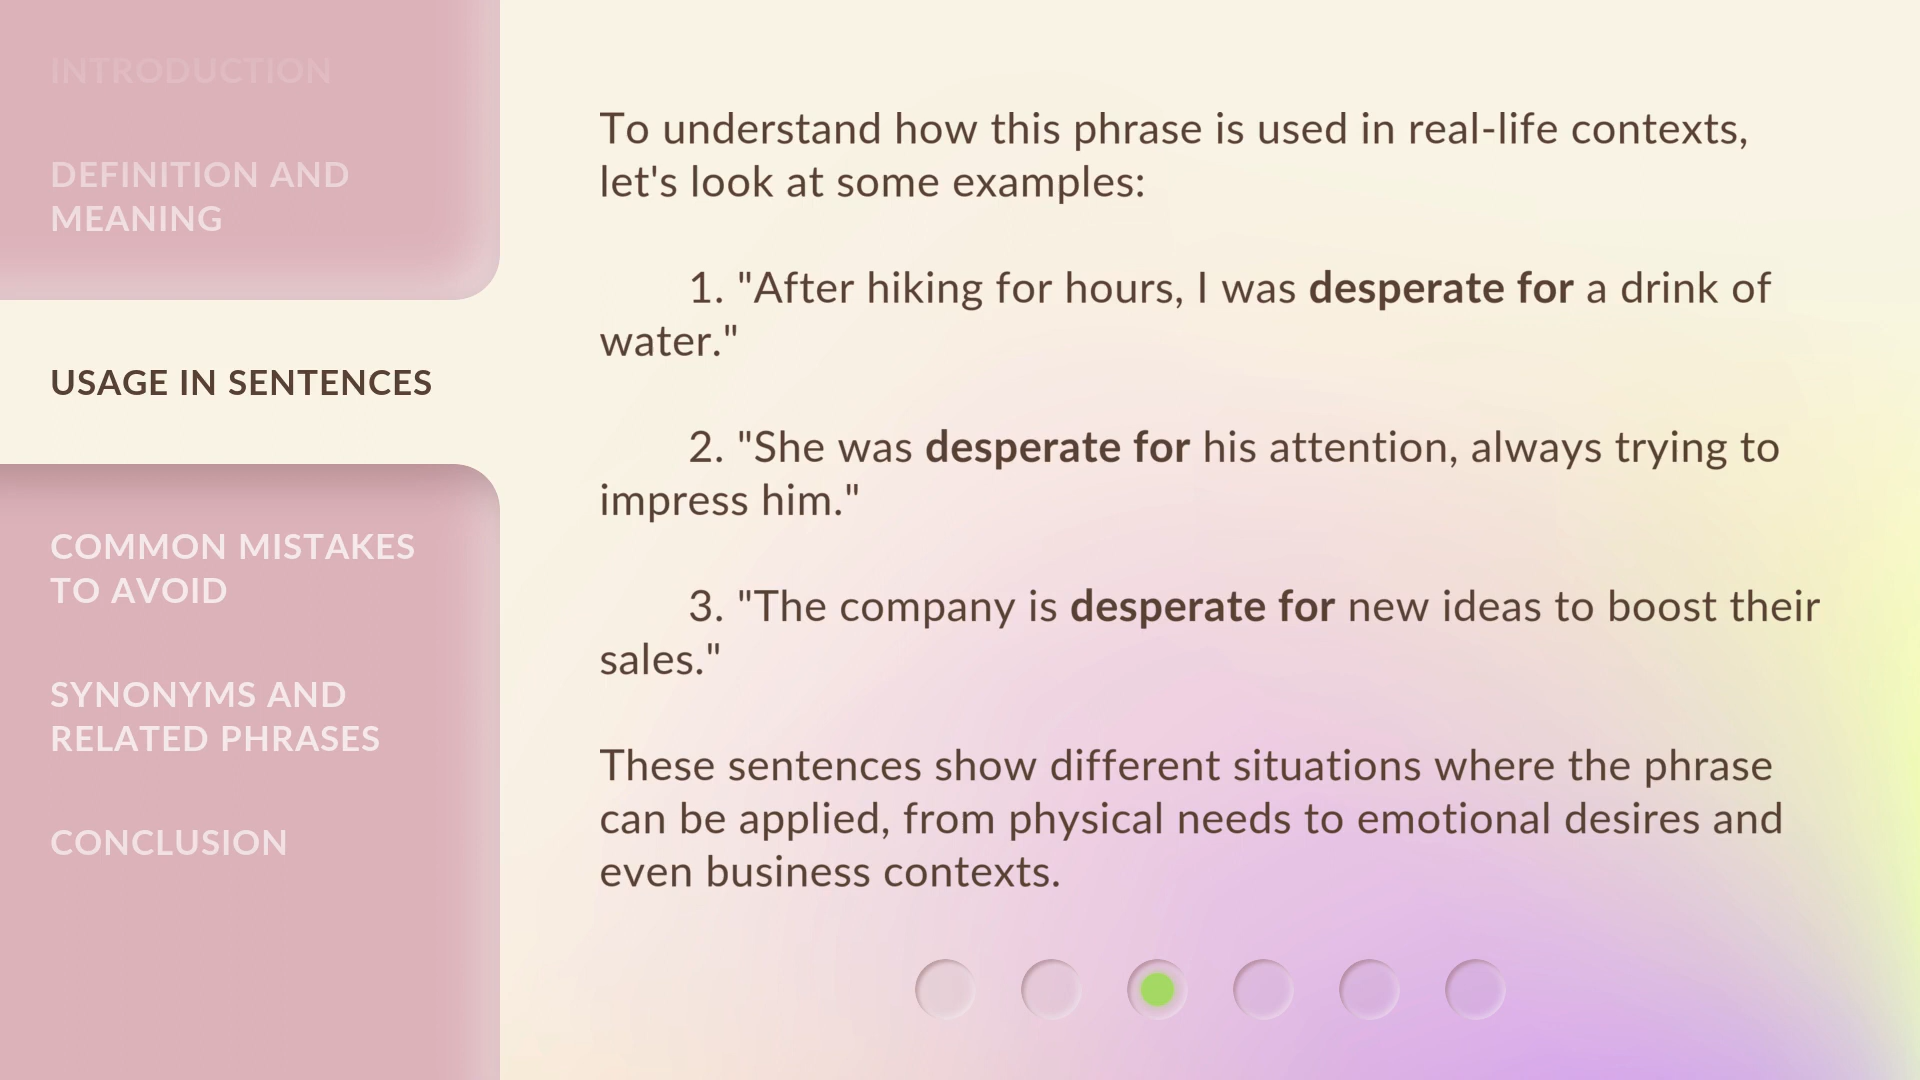 INTRODUCTION
DEFINITION AND
MEANING
USAGE IN SENTENCES
COMMON MISTAKES
TO AVOID
SYNONYMS AND
RELATED PHRASES
CONCLUSION
To understand how this phrase is used in real-life contexts,
let's look at some examples:
1. "After hiking for hours, I was desperate for a drink of
water."
2. "She was desperate for his attention, always trying to
impress him."
3. "The company is desperate for new ideas to boost their
sales."
These sentences show different situations where the phrase
can be applied, from physical needs to emotional desires and
even business contexts.